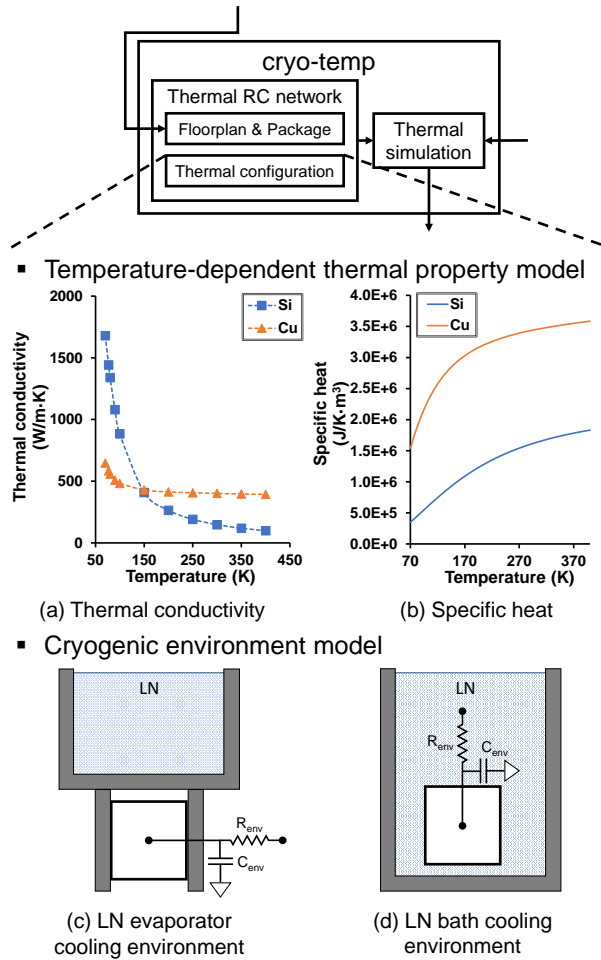 cryo-temp
Thermal RC network
Floorplan & Package
Thermal configuration
Thermal
simulation
▪ Temperature-dependent thermal property model
Thermal conductivity
(W/m·K)
2000
1500
1000
500
0
50
150
250
350
450
Temperature (K)
Si
Cu
(a) Thermal conductivity
Specific heat
(J/K·m³)
4.0E+6
3.5E+6
3.0E+6
2.5E+6
2.0E+6
1.5E+6
1.0E+6
5.0E+5
0.0E+0
70
170
270
370
Temperature (K)
Si
Cu
(b) Specific heat
▪ Cryogenic environment model
LN
Renv
Cenv
(c) LN evaporator
cooling environment
LN
Renv
Cenv
(d) LN bath cooling
environment